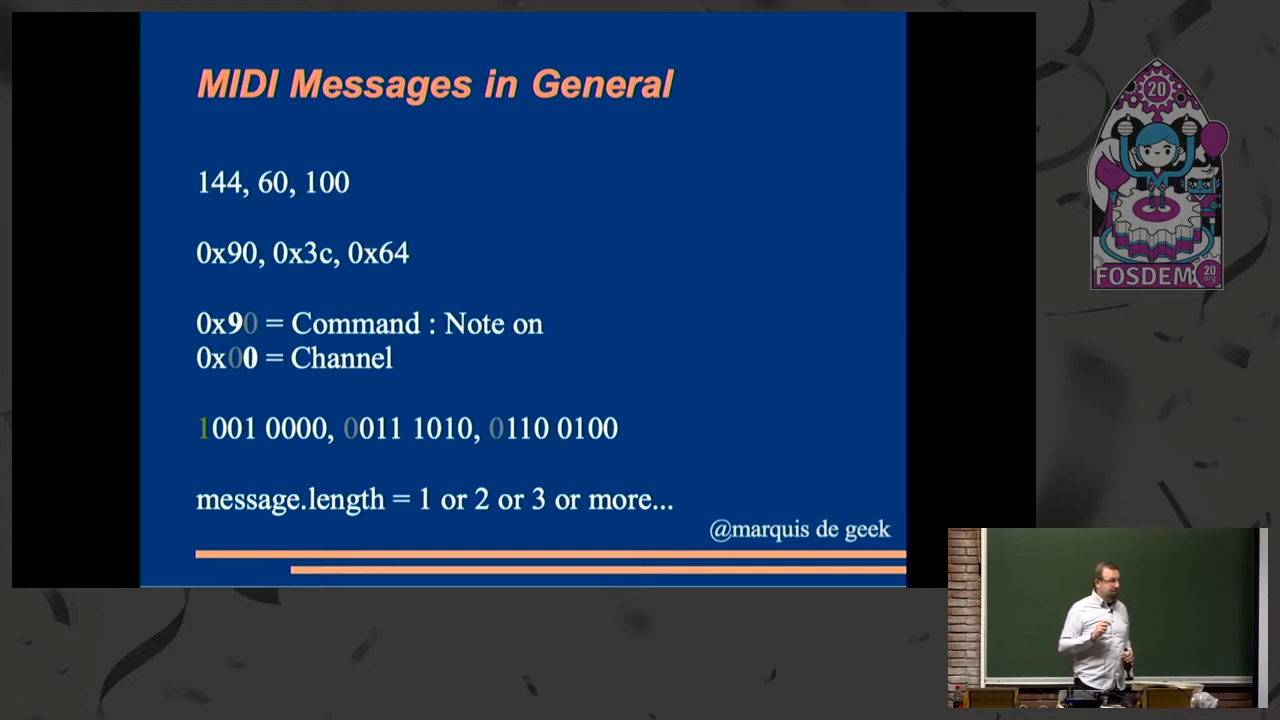 MIDI Messages in General
144, 60, 100
0x90, 0x3c, 0x64
0x90 = Command : Note on
0x00 = Channel
1001 0000, 0011 1010, 0110 0100
message.length = 1 or 2 or 3 or more...
@marquis de geek
20
FOSDEM
20
org